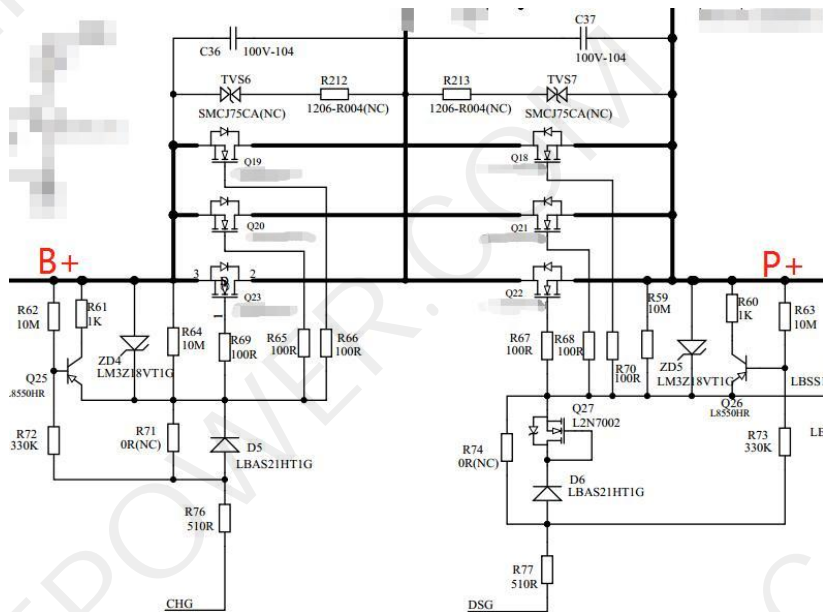 C36
100V-104
C37
100V-104
TVS6
R212
R213
TVS7
1206-R004(NC)
1206-R004(NC)
SMCJ75CA(NC)
SMCJ75CA(NC)
Q19
Q18
Q20
Q21
B+
P+
3
2
1
Q23
Q22
R62
10M
R61
1K
R64
10M
R69
100R
R65
100R
R66
100R
R67
100R
R68
100R
R70
100R
R59
10M
R60
1K
R63
10M
ZD4
LM3Z18VT1G
ZD5
LM3Z18VT1G
Q25
L8550HR
Q26
L8550HR
LBSS1
R72
330K
R71
0R(NC)
D5
LBAS21HT1G
Q27
L2N7002
R74
0R(NC)
R73
330K
D6
LBAS21HT1G
R76
510R
R77
510R
CHG
DSG